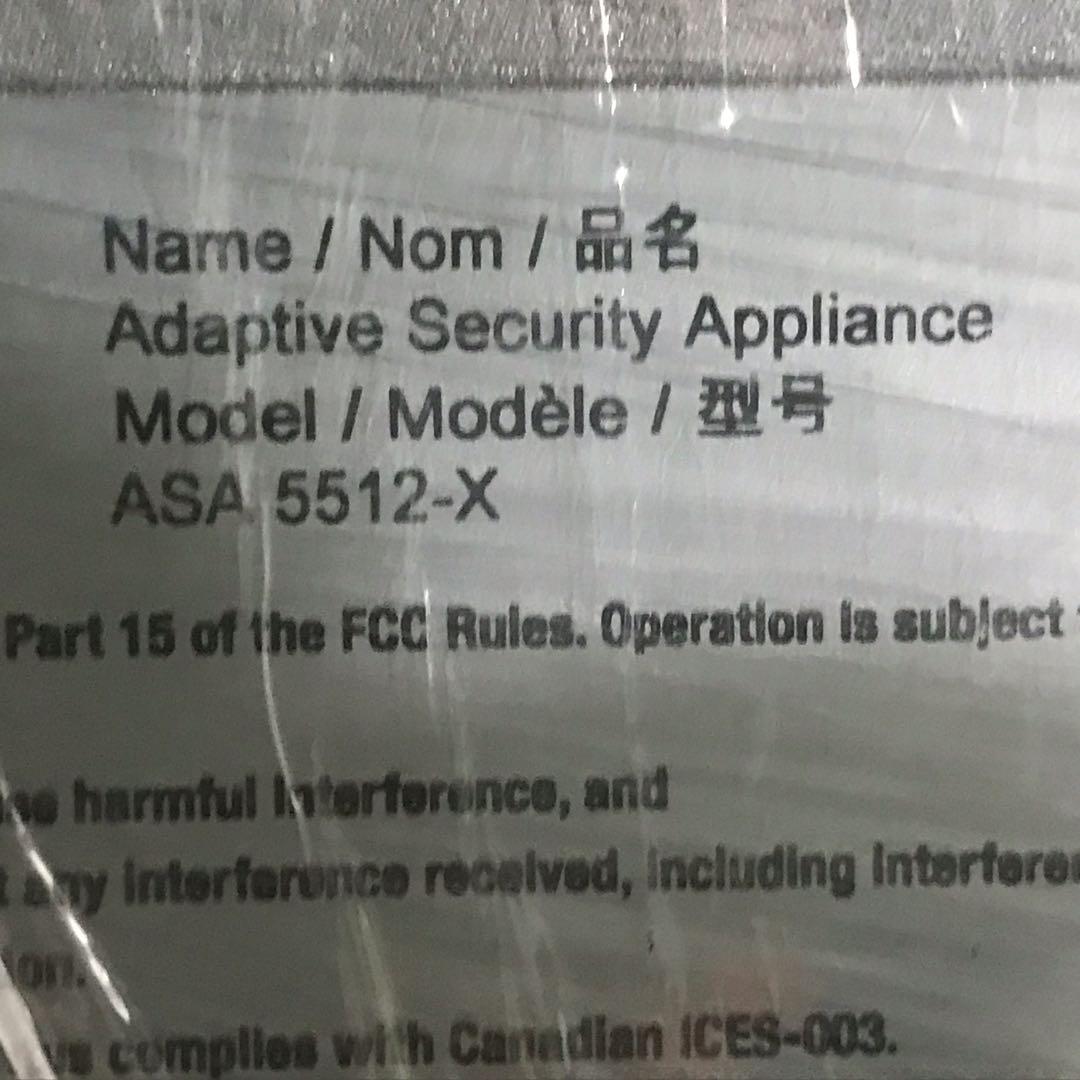 Name / Nom / 品名
Adaptive Security Appliance
Model / Modèle / 型号
ASA 5512-X
Part 15 of the FCC Rules. Operation is subject
harmful interference, and
any interference received, including
complies with Canadian ICES-003.